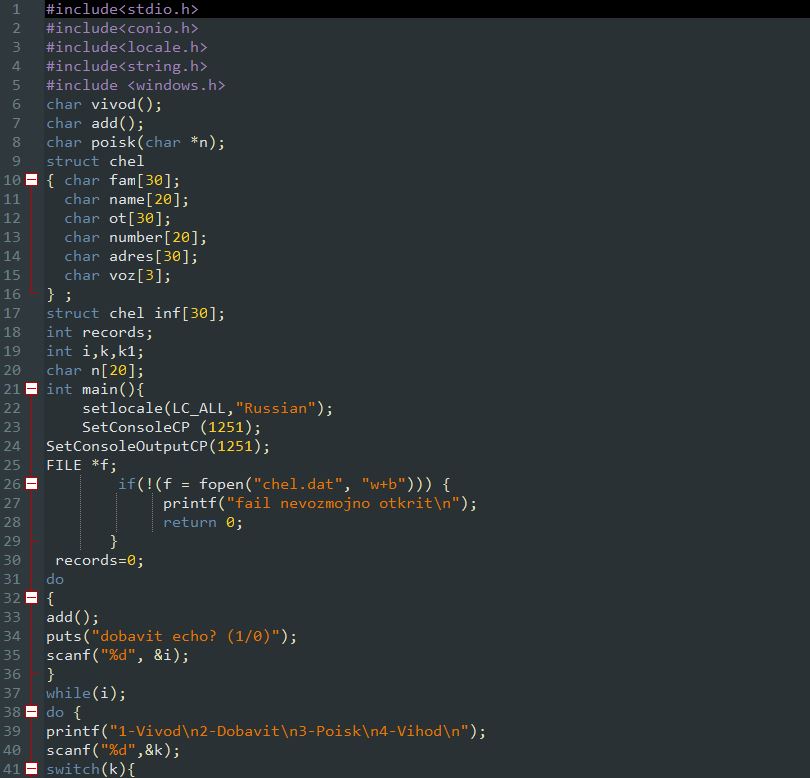 1 #include<stdio.h>
2 #include<conio.h>
3 #include<locale.h>
4 #include<string.h>
5 #include <windows.h>
6 char vivod();
7 char add();
8 char poisk(char *n);
9 struct chel
10 { char fam[30];
11 char name[20];
12 char ot[30];
13 char number[20];
14 char adres[30];
15 char voz[3];
16 } ;
17 struct chel inf[30];
18 int records;
19 int i,k,k1;
20 char n[20];
21 int main(){
22 setlocale(LC_ALL,"Russian");
23 SetConsoleCP (1251);
24 SetConsoleOutputCP(1251);
25 FILE *f;
26 if(!(f = fopen("chel.dat", "w+b"))) {
27 printf("fail nevozmojno otkrit\n");
28 return 0;
29 }
30 records=0;
31 do
32 {
33 add();
34 puts("dobavit echo? (1/0)");
35 scanf("%d", &i);
36 }
37 while(i);
38 do {
39 printf("1-Vivod\n2-Dobavit\n3-Poisk\n4-Vihod\n");
40 scanf("%d",&k);
41 switch(k){